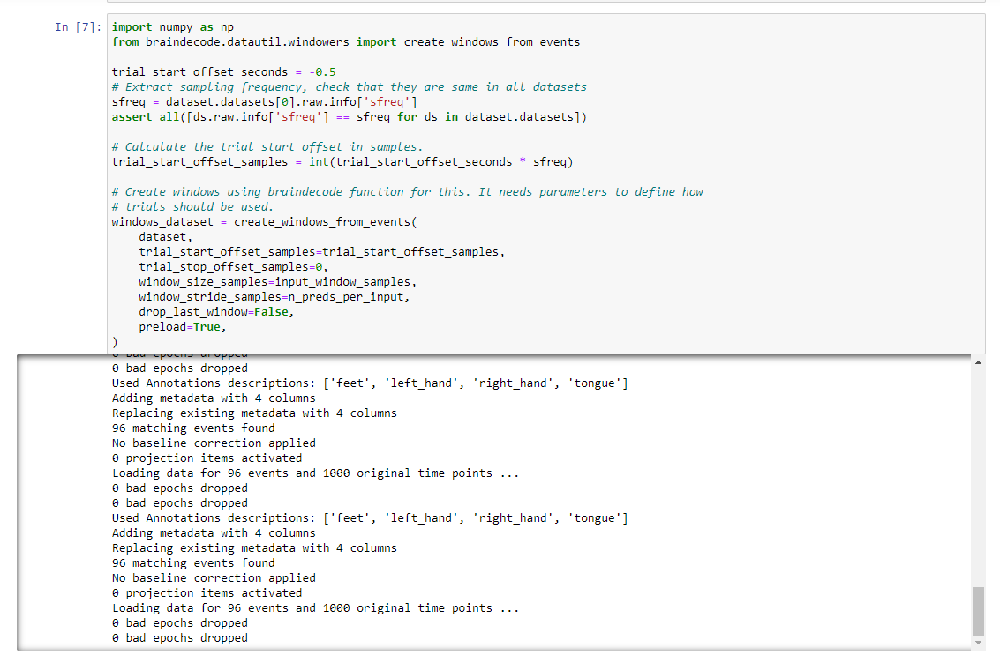 In [7]:
import numpy as np
from braindecode.datautil.windowers import create_windows_from_events
trial_start_offset_seconds = -0.5
# Extract sampling frequency, check that they are same in all datasets
sfreq = dataset.datasets[0].raw.info['sfreq']
assert all([ds.raw.info['sfreq'] == sfreq for ds in dataset.datasets])
# Calculate the trial start offset in samples.
trial_start_offset_samples = int(trial_start_offset_seconds * sfreq)
# Create windows using braindecode function for this. It needs parameters to define how
# trials should be used.
windows_dataset = create_windows_from_events(
    dataset,
    trial_start_offset_samples=trial_start_offset_samples,
    trial_stop_offset_samples=0,
    window_size_samples=input_window_samples,
    window_stride_samples=n_preds_per_input,
    drop_last_window=False,
    preload=True,
)
0 bad epochs dropped
0 bad epochs dropped
Used Annotations descriptions: ['feet', 'left_hand', 'right_hand', 'tongue']
Adding metadata with 4 columns
Replacing existing metadata with 4 columns
96 matching events found
No baseline correction applied
0 projection items activated
Loading data for 96 events and 1000 original time points ...
0 bad epochs dropped
0 bad epochs dropped
Used Annotations descriptions: ['feet', 'left_hand', 'right_hand', 'tongue']
Adding metadata with 4 columns
Replacing existing metadata with 4 columns
96 matching events found
No baseline correction applied
0 projection items activated
Loading data for 96 events and 1000 original time points ...
0 bad epochs dropped
0 bad epochs dropped